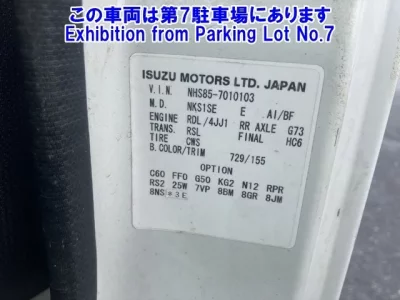 この車両は第7駐車場にあります
Exhibition from Parking Lot No.7
ISUZU MOTORS LTD. JAPAN
V.I.N. NHS85-7010103
M.D. NKS1SE E AI/BF
ENGINE RDL/4JJ1 RR AXLE G73
TRANS. RSL FINAL HC6
TIRE CWS
B.COLOR/TRIM 729/155
OPTION
C60 FF0 G50 KG2 N12 RPR
RS2 25W 7VP 8BM 8GR 8JM
8NS ※3E